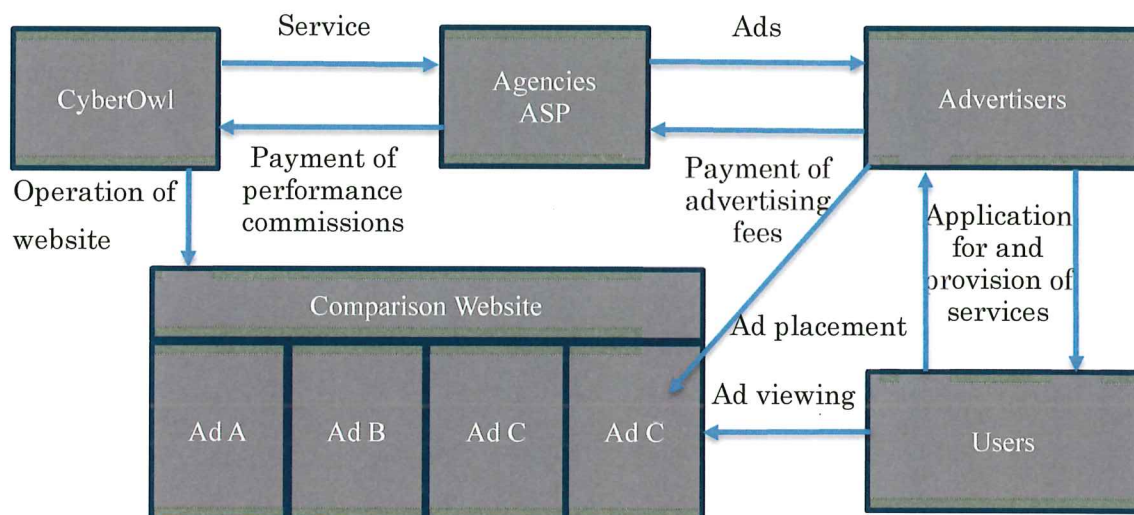 Service
Ads
CyberOwl
Agencies
ASP
Advertisers
Payment of
performance
commissions
Payment of
advertising
fees
Operation of
website
Application
for and
provision of
services
Comparison Website
Ad placement
Ad viewing
Ad A
Ad B
Ad C
Ad C
Users